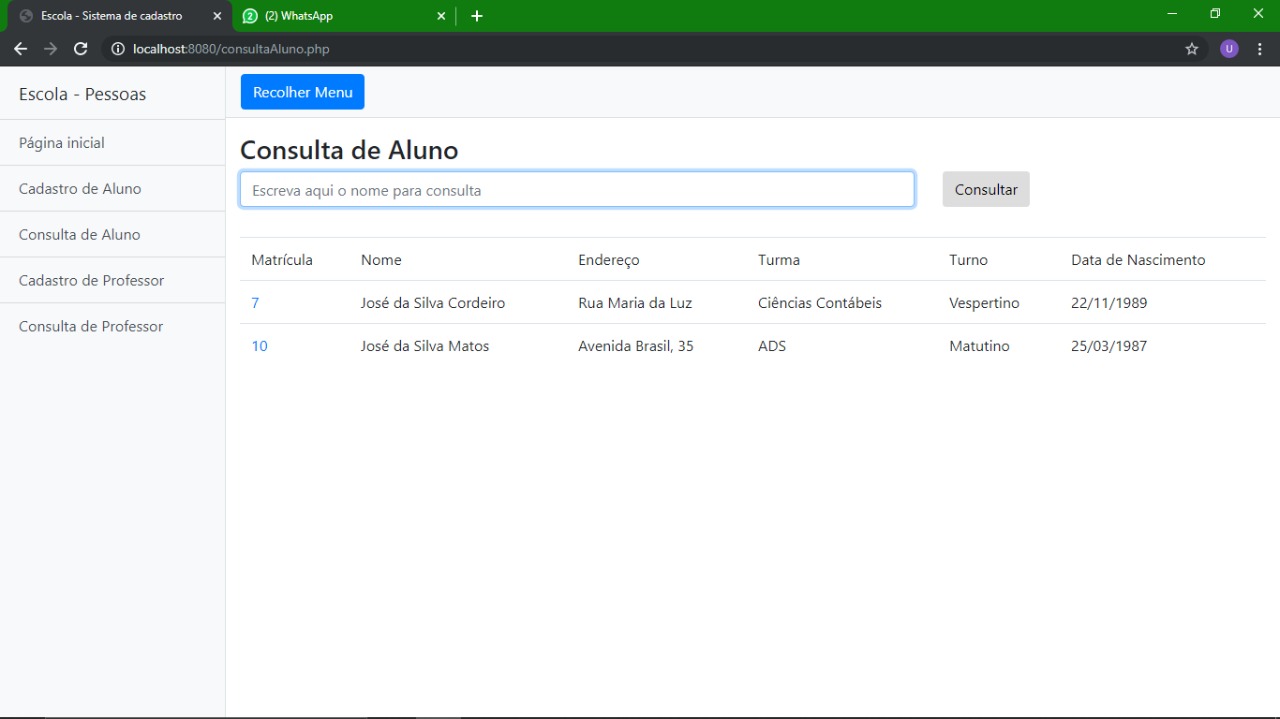 Escola - Sistema de cadastro
2 (2) WhatsApp
localhost:8080/consultaAluno.php
U
Escola - Pessoas
Recolher Menu
Página inicial
Cadastro de Aluno
Consulta de Aluno
Cadastro de Professor
Consulta de Professor
Consulta de Aluno
Escreva aqui o nome para consulta
Consultar
Matrícula Nome Endereço Turma Turno Data de Nascimento
7 José da Silva Cordeiro Rua Maria da Luz Ciências Contábeis Vespertino 22/11/1989
10 José da Silva Matos Avenida Brasil, 35 ADS Matutino 25/03/1987